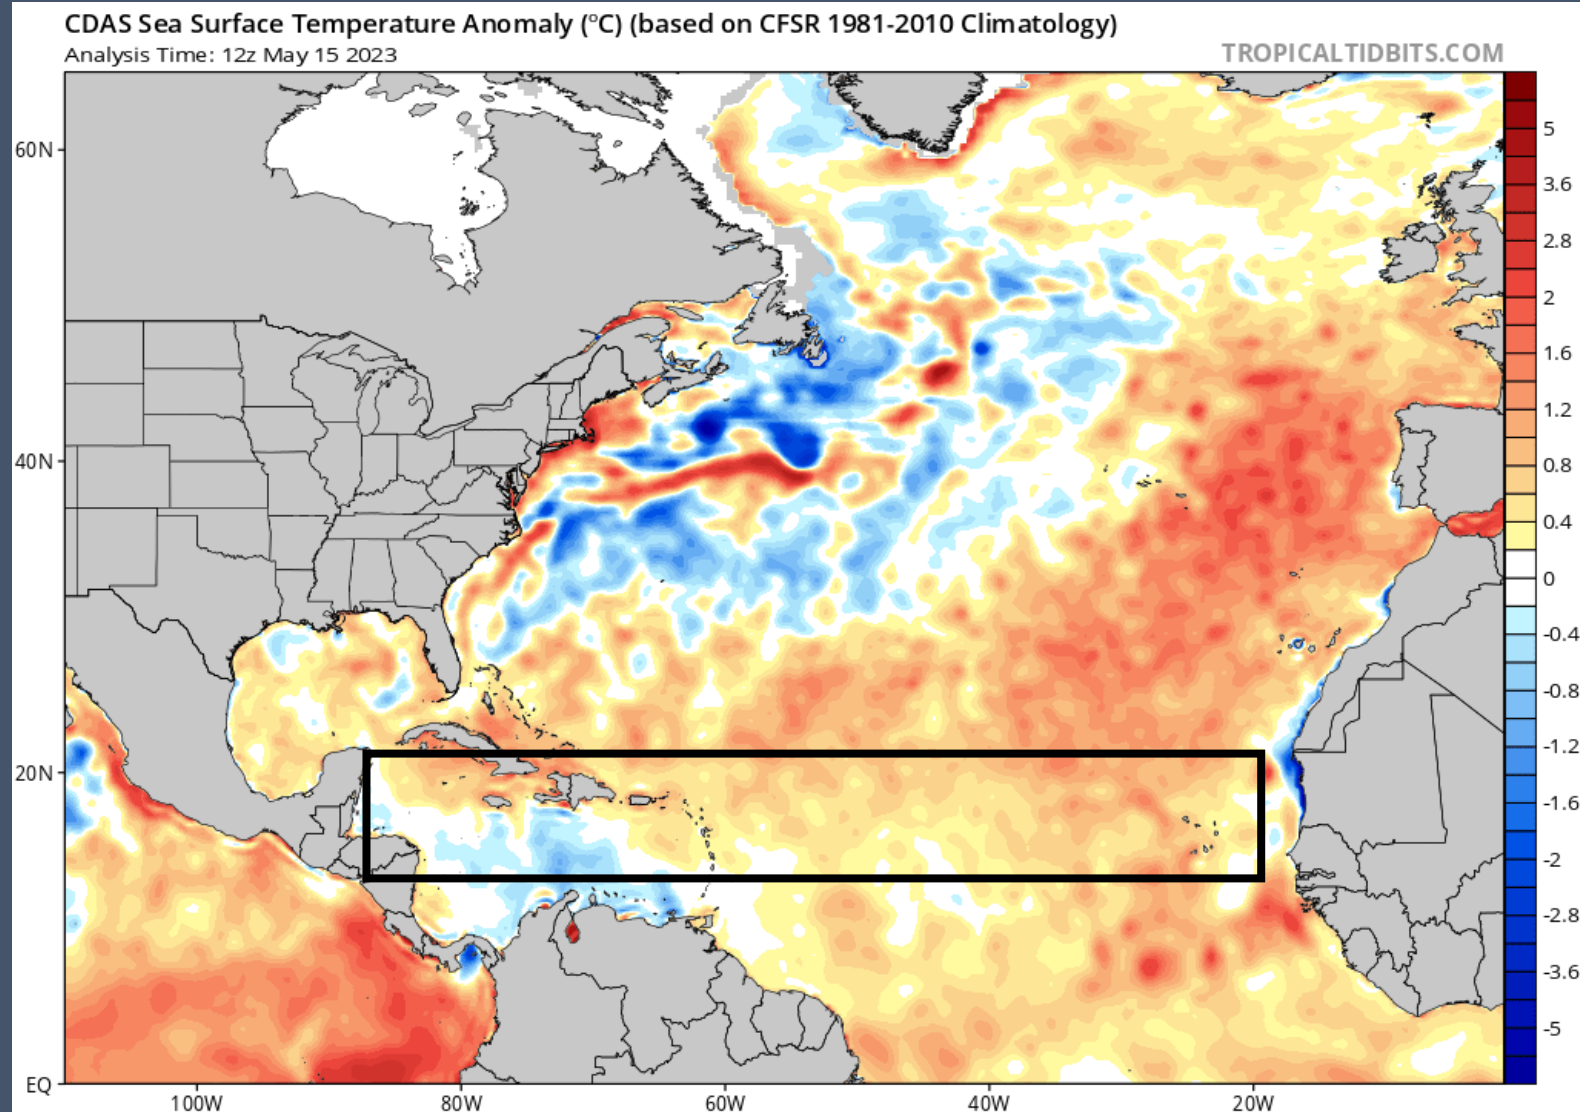 CDAS Sea Surface Temperature Anomaly (°C) (based on CFSR 1981-2010 Climatology)
Analysis Time: 12z May 15 2023
TROPICALTIDBITS.COM
60N
40N
20N
EQ
100W
80W
60W
40W
20W
5
3.6
2.8
2
1.6
1.2
0.8
0.4
0
-0.4
-0.8
-1.2
-1.6
-2
-2.8
-3.6
-5